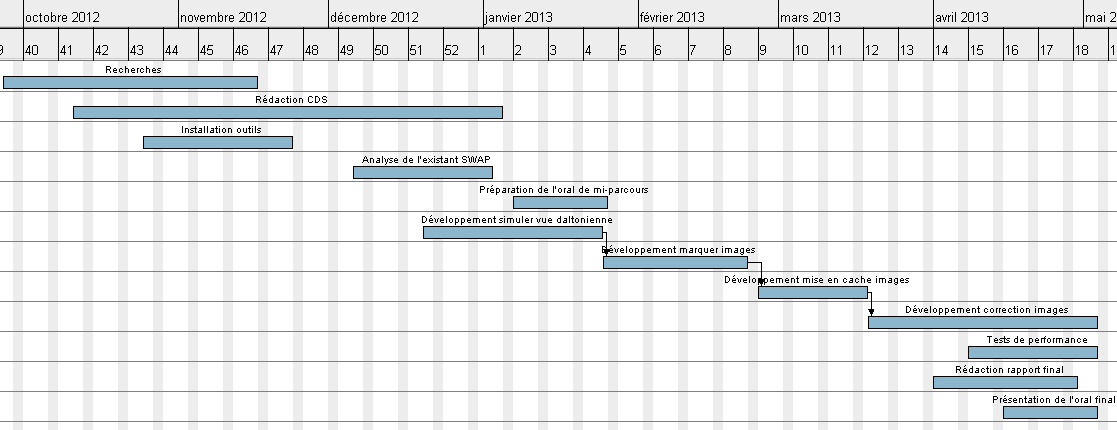 octobre 2012 novembre 2012 décembre 2012 janvier 2013 février 2013 mars 2013 avril 2013 mai 2
9 40 41 42 43 44 45 46 47 48 49 50 51 52 1 2 3 4 5 6 7 8 9 10 11 12 13 14 15 16 17 18 1
Recherches
Rédaction CDS
Installation outils
Analyse de l'existant SWAP
Préparation de l'oral de mi-parcours
Développement simuler vue daltonienne
Développement marquer images
Développement mise en cache images
Développement correction images
Tests de performance
Rédaction rapport final
Présentation de l'oral final